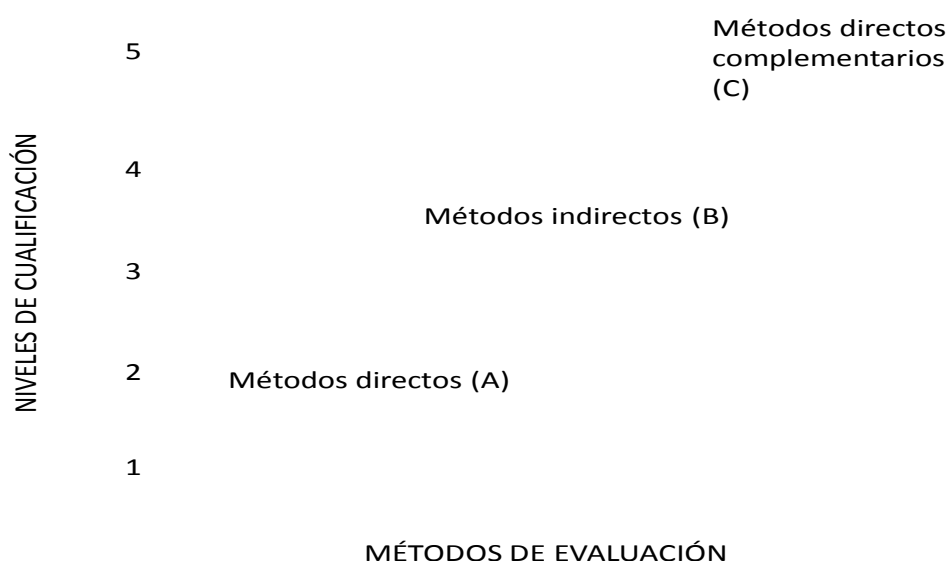 Métodos directos
complementarios
(C)
5
4
Métodos indirectos (B)
3
2
Métodos directos (A)
1
NIVELES DE CUALIFICACIÓN
MÉTODOS DE EVALUACIÓN